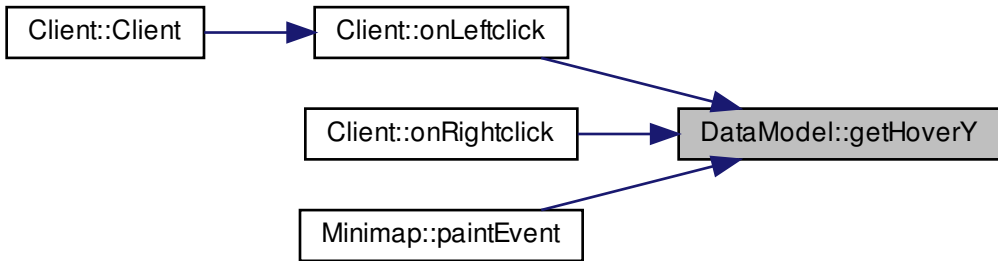 Client::Client
Client::onLeftclick
Client::onRightclick
DataModel::getHoverY
Minimap::paintEvent